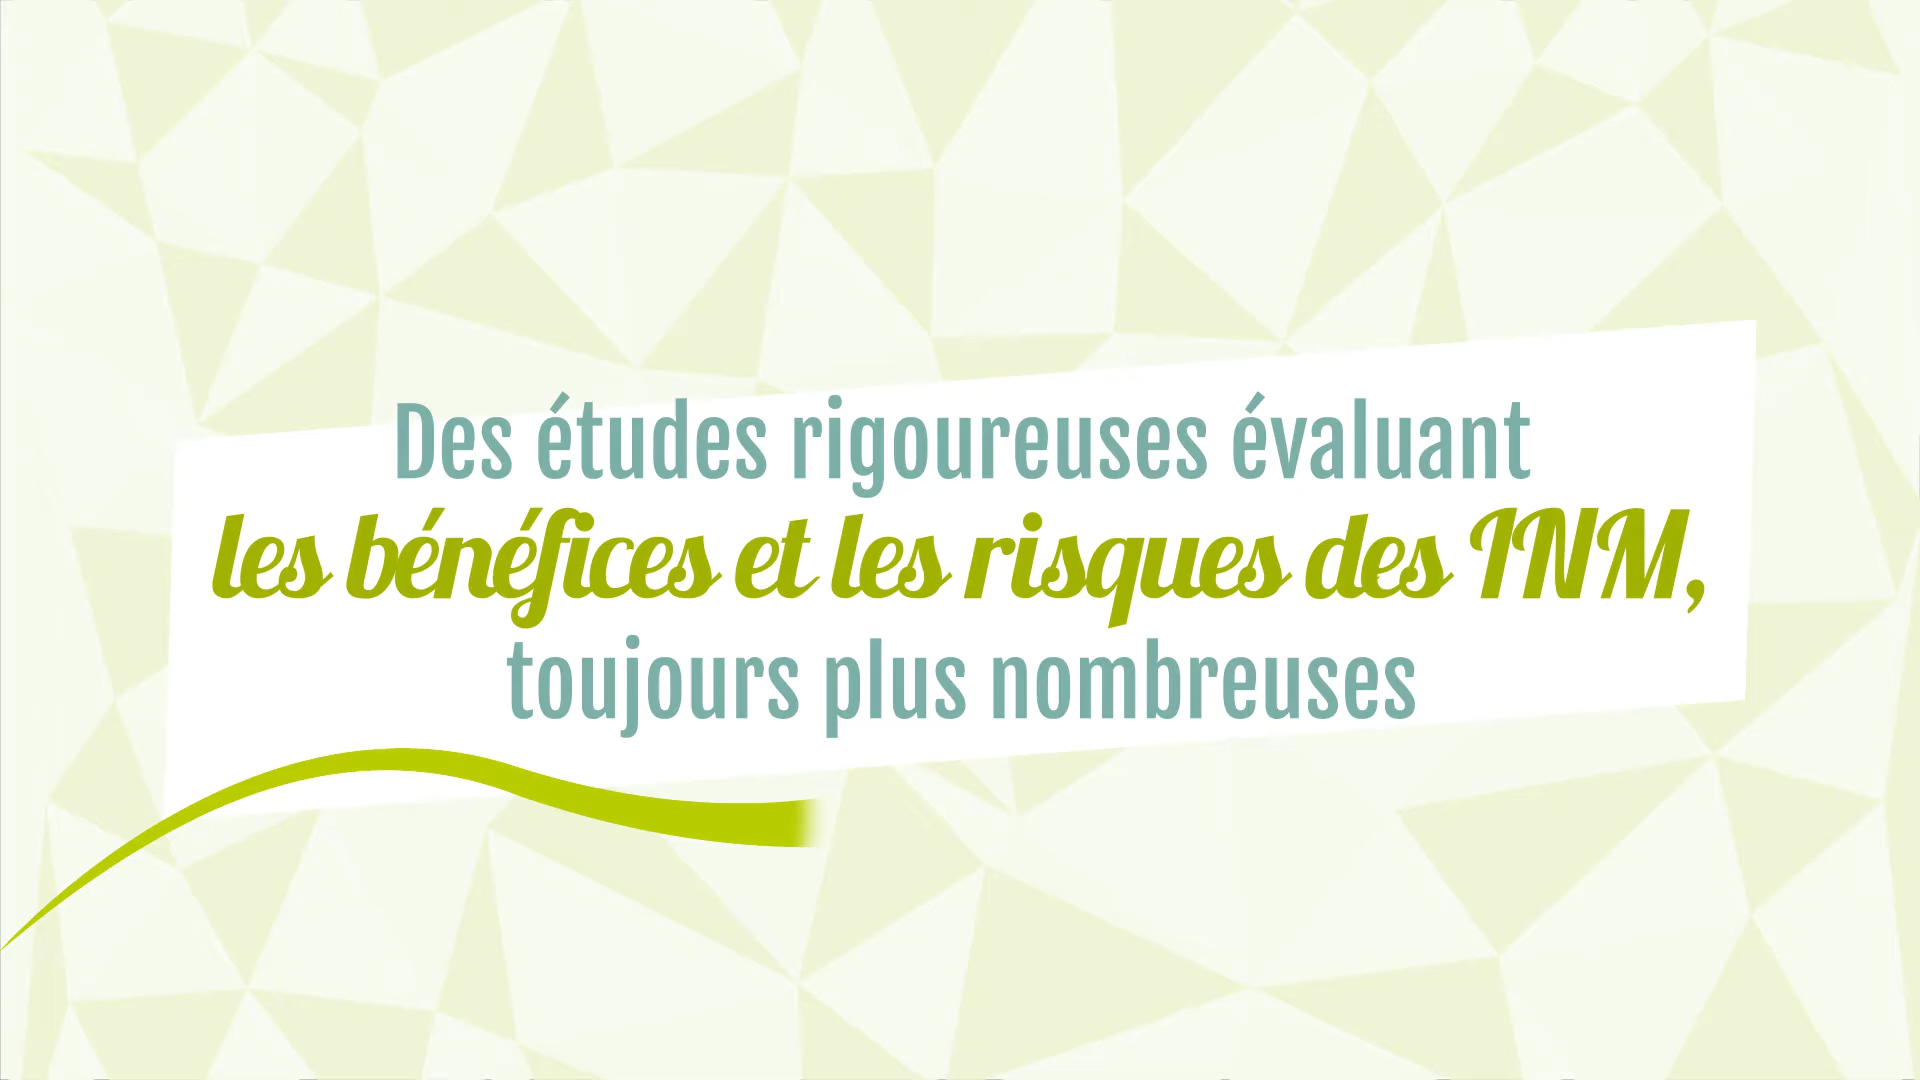 Des études rigoureuses évaluant
les bénéfices et les risques des INM,
toujours plus nombreuses